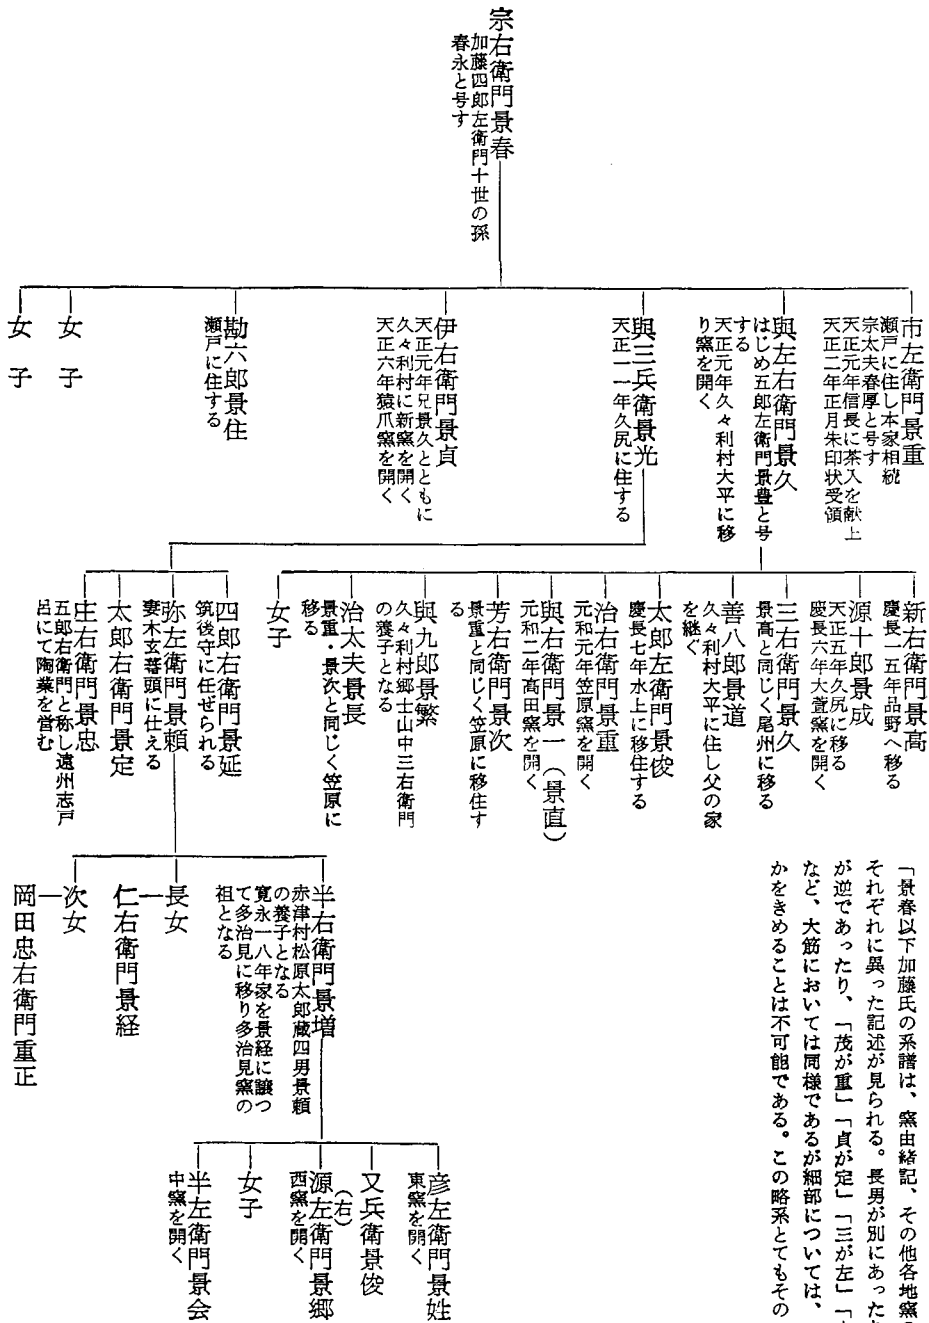 宗右衛門景春
加藤四郎左衛門十世の孫
春永と号す
市左衛門景重
瀬戸に住し本家相続
宗太夫春厚と号す
天正元年信長に茶入を献上
天正二年正月朱印状受領
與左右衛門景久
はじめ五郎左衛門景豊と号
する
天正元年久々利村大平に移
り窯を開く
與三兵衛景光
天正一一年久尻に住する
伊右衛門景貞
天正元年兄景久とともに
久々利村に新窯を開く
天正六年猿爪窯を開く
勘六郎景住
瀬戸に住する
女子
女子
新右衛門景高
慶長一五年品野へ移る
源十郎景成
天正五年久尻に移る
慶長六年大萱窯を開く
三右衛門景久
景高と同じく尾州に移る
善八郎景道
久々利村大平に住し父の家
を継ぐ
太郎左衛門景俊
慶長七年水上に移住する
治右衛門景重
元和元年笠原窯を開く
與右衛門景一(景直)
元和二年高田窯を開く
芳右衛門景次
景重と同じく笠原に移住す
る
與九郎景繁
久々利村郷士山中三右衛門
の養子となる
治太夫景長
景重・景次と同じく笠原に
移る
女子
四郎右衛門景延
筑後守に任ぜられる
弥左衛門景頼
妻木玄蕃頭に仕える
太郎右衛門景定
庄右衛門景忠
五郎右衛門と称し遠州志戸
呂にて陶業を営む
半右衛門景増
赤津村松原太郎蔵四男景頼
の養子となる
寛永一八年家を景経に譲つ
て多治見に移り多治見窯の
祖となる
長女
仁右衛門景経
次女
岡田忠右衛門重正
彦左衛門景姓
東窯を開く
又兵衛景俊
(右)
源左衛門景郷
西窯を開く
女子
半左衛門景会
中窯を開く
「景春以下加藤氏の系譜は、窯由緒記、その他各地窯
それぞれに異った記述が見られる。長男が別にあった
が逆であったり、「茂が重」「貞が定」「三が左」「
など、大筋においては同様であるが細部については、
かをきめることは不可能である。この略系とてもその